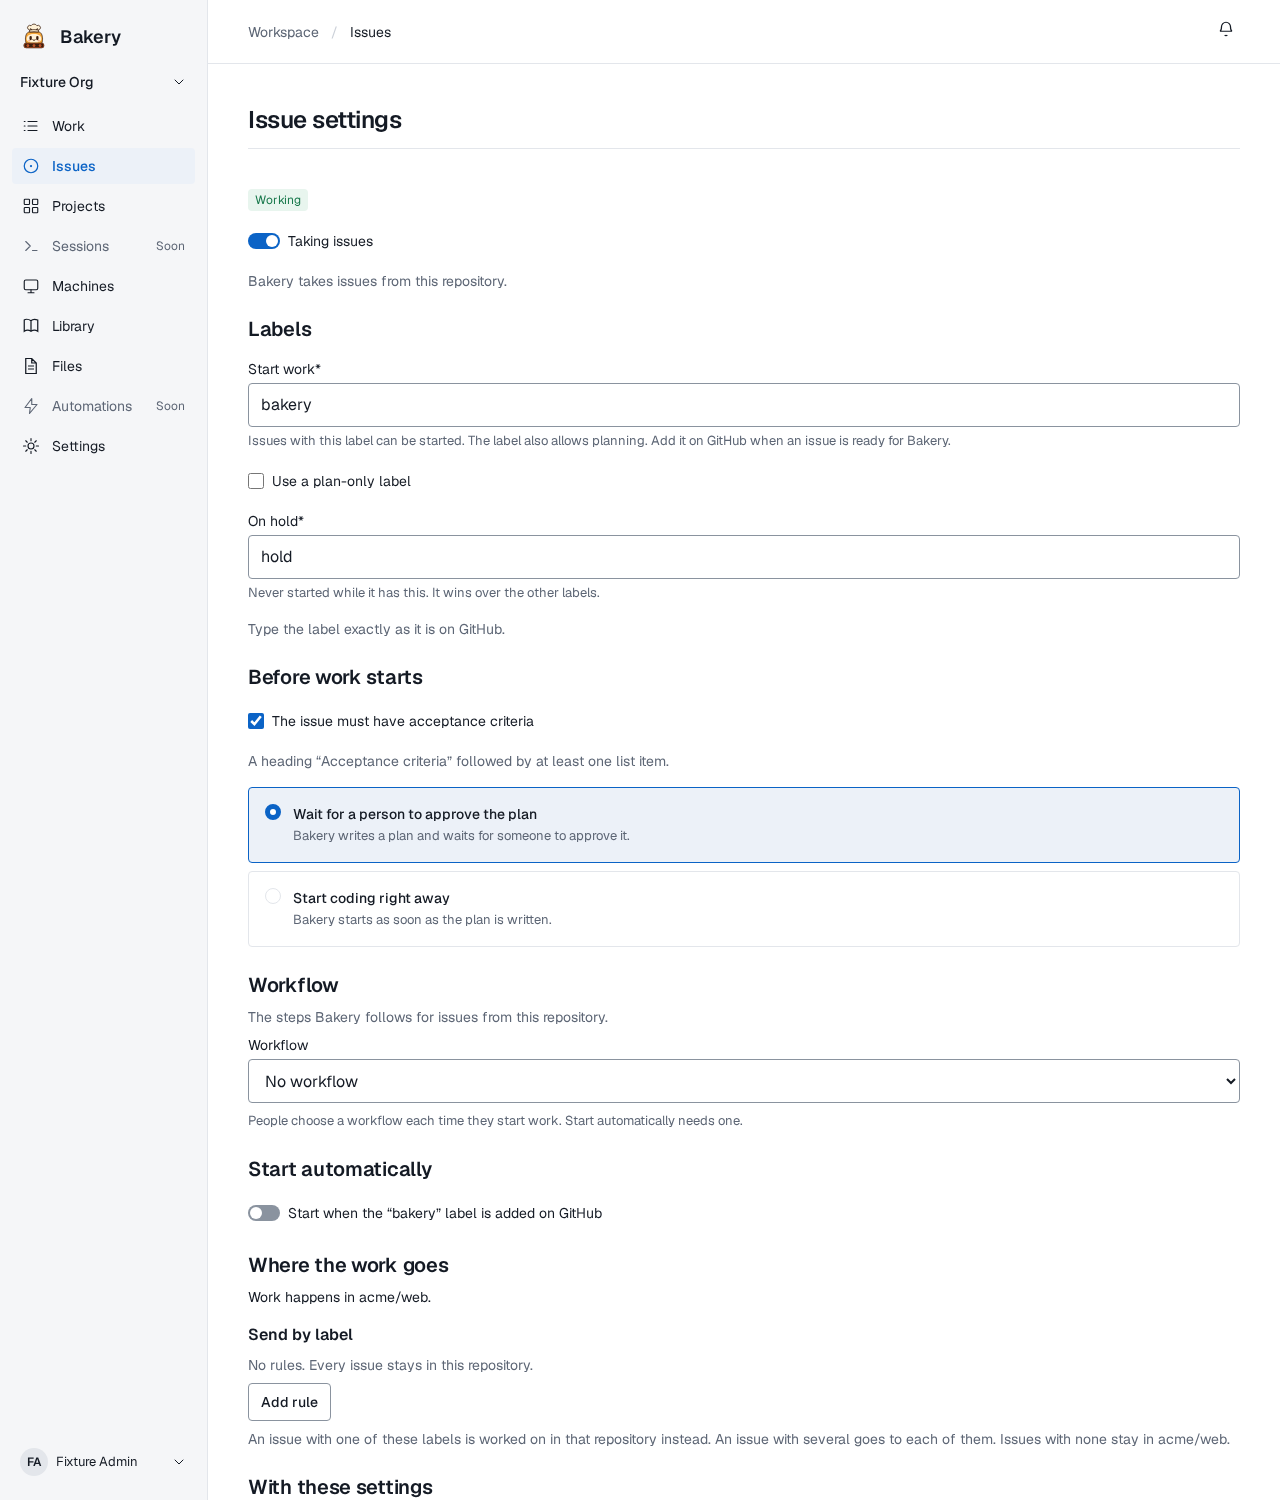 Bakery
Fixture Org
Work
Issues
Projects
Sessions Soon
Machines
Library
Files
Automations Soon
Settings
FA Fixture Admin
Workspace / Issues
Issue settings
Working
Taking issues
Bakery takes issues from this repository.
Labels
Start work*
bakery
Issues with this label can be started. The label also allows planning. Add it on GitHub when an issue is ready for Bakery.
Use a plan-only label
On hold*
hold
Never started while it has this. It wins over the other labels.
Type the label exactly as it is on GitHub.
Before work starts
The issue must have acceptance criteria
A heading “Acceptance criteria” followed by at least one list item.
Wait for a person to approve the plan
Bakery writes a plan and waits for someone to approve it.
Start coding right away
Bakery starts as soon as the plan is written.
Workflow
The steps Bakery follows for issues from this repository.
Workflow
No workflow
People choose a workflow each time they start work. Start automatically needs one.
Start automatically
Start when the “bakery” label is added on GitHub
Where the work goes
Work happens in acme/web.
Send by label
No rules. Every issue stays in this repository.
Add rule
An issue with one of these labels is worked on in that repository instead. An issue with several goes to each of them. Issues with none stay in acme/web.
With these settings